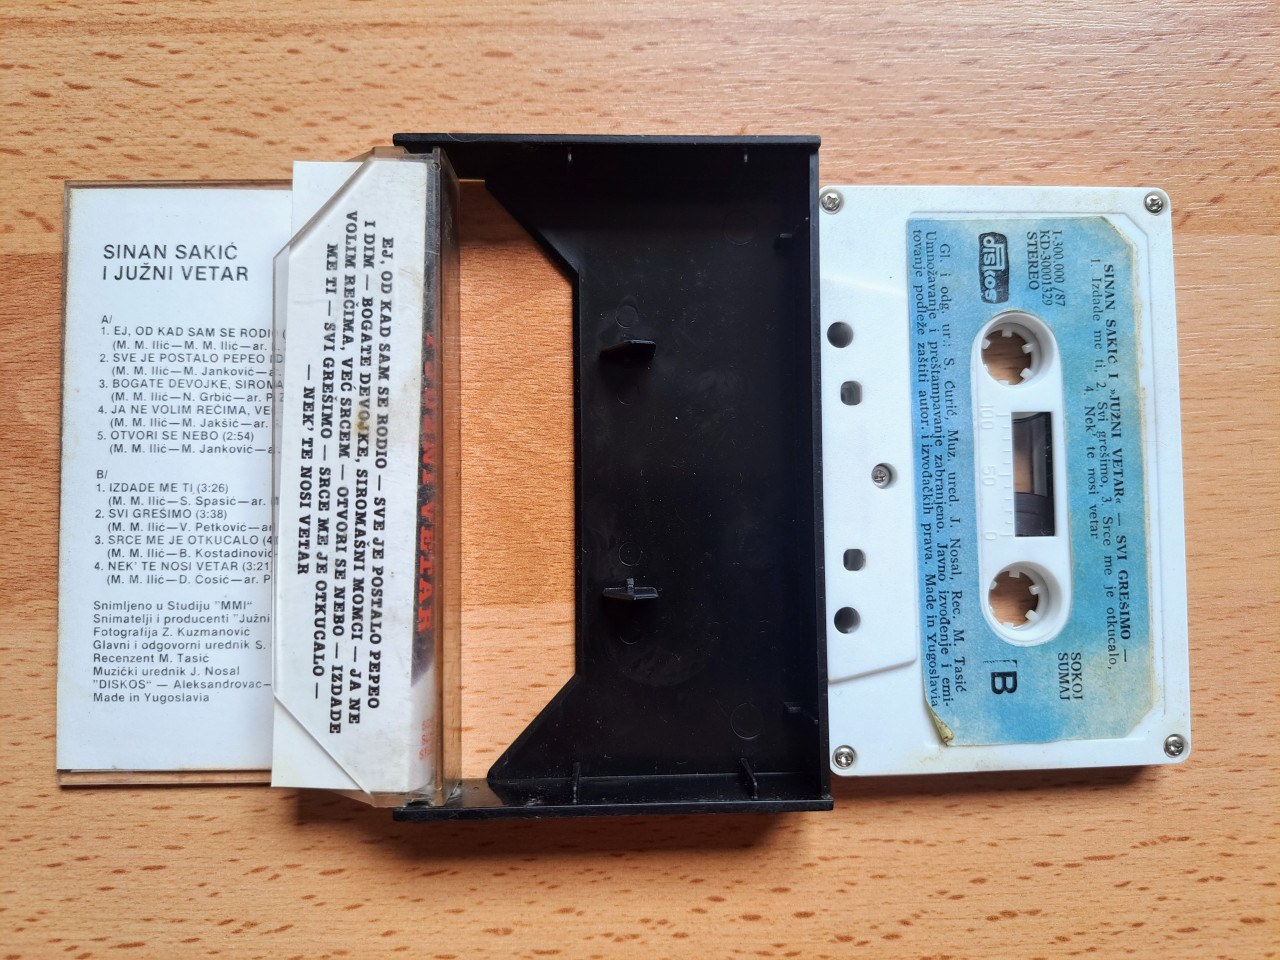 SINAN SAKIĆ
I JUŽNI VETAR
A/
1. EJ, OD KAD SAM SE RODIO (
(M. M. Ilić—M. M. Ilić—ar.
2. SVE JE POSTALO PEPEO I D
(M. M. Ilić—M. Janković—ar.
3. BOGATE DEVOJKE, SIROMA
(M. M. Ilić—N. Grbić—ar. P.
4. JA NE VOLIM REČIMA, VE
(M. M. Ilić—M. Jakšić—ar.
5. OTVORI SE NEBO (2:54)
(M. M. Ilić—M. Janković—a
B/
1. IZDADE ME TI (3:26)
(M. M. Ilić—S. Spasić—ar.
2. SVI GREŠIMO (3:38)
(M. M. Ilić—V. Petković—ar
3. SRCE ME JE OTKUCALO (4
(M. M. Ilić—B. Kostadinović
4. NEK' TE NOSI VETAR (3:21)
(M. M. Ilić—D. Ćosić—ar. P
Snimljeno u Studiju "MMI"
Snimatelji i producenti "Južni
Fotografija Z. Kuzmanović
Glavni i odgovorni urednik S.
Recenzent M. Tasić
Muzički urednik J. Nosal
"DISKOS" — Aleksandrovac—
Made in Yugoslavia
EJ, OD KAD SAM SE RODIO — SVE JE POSTALO PEPEO
I DIM — BOGATE DEVOJKE, SIROMAŠNI MOMCI — JA NE
VOLIM REČIMA, VEĆ SRCEM — OTVORI SE NEBO — IZDADE
ME TI — SVI GREŠIMO — SRCE ME JE OTKUCALO —
— NEK' TE NOSI VETAR
JUŽNI VETAR
SINAN SAKIĆ I »JUŽNI VETAR« — SVI GREŠIMO —
1. Izdade me ti, 2. Svi grešimo, 3. Srce me je otkucalo,
4. Nek' te nosi vetar
I-300.000/87
KD-30001329
STEREO
diskos
100 50 0
SOKOJ
SUMAJ
B
Gl. i odg. ur.: S. Ćurić, Muz. ured. J. Nosal, Rec. M. Tasić
Umnožavanje i preštampavanje zabranjeno. Javno izvođenje i emi-
tovanje podleže zaštiti autor. i izvođačkih prava. Made in Yugoslavia